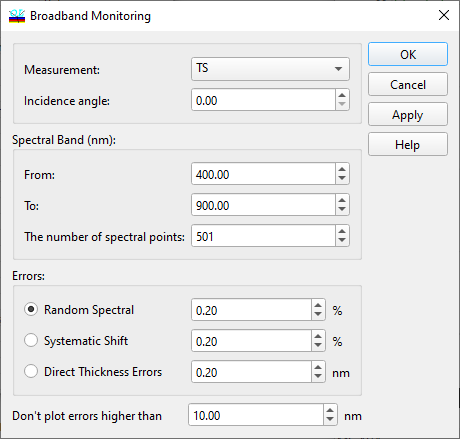 Broadband Monitoring
Measurement: TS
Incidence angle: 0.00
Spectral Band (nm):
From: 400.00
To: 900.00
The number of spectral points: 501
Errors:
Random Spectral 0.20 %
Systematic Shift 0.20 %
Direct Thickness Errors 0.20 nm
Don't plot errors higher than 10.00 nm
OK
Cancel
Apply
Help